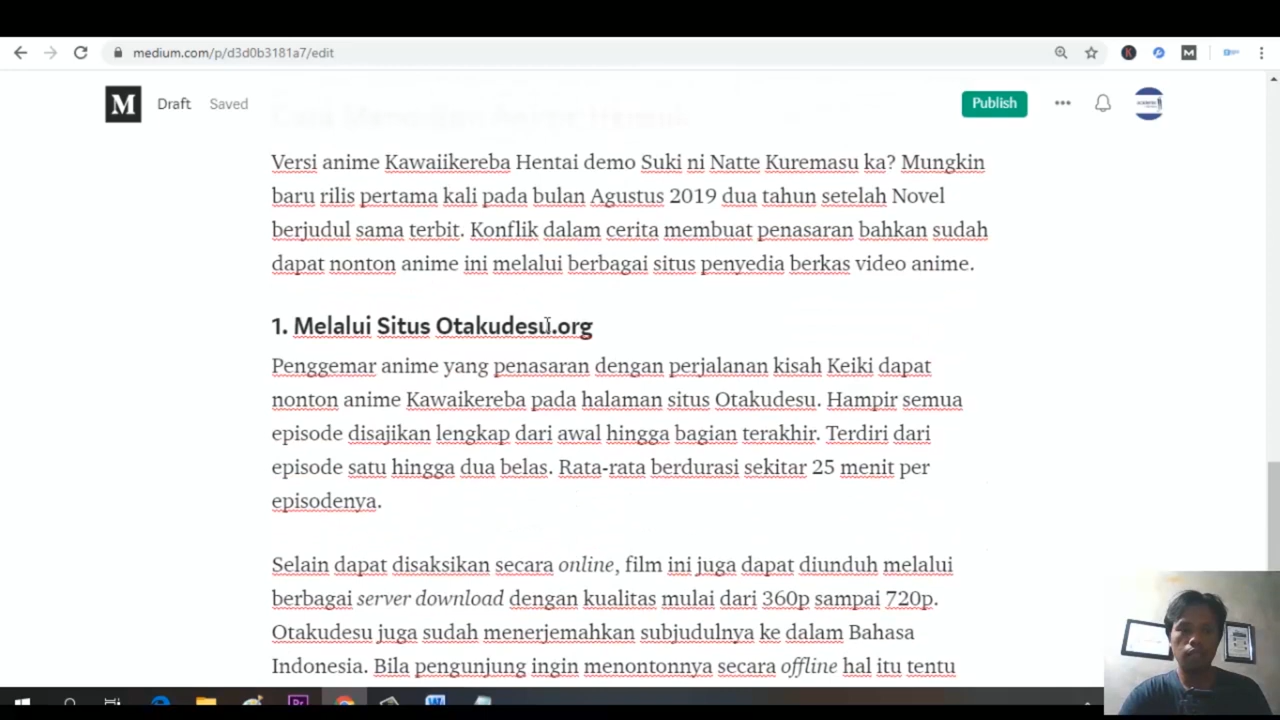 medium.com/p/d3d0b3181a7/edit
M
Draft Saved
Publish
Versi anime Kawaiikereba Hentai demo Suki ni Natte Kuremasu ka? Mungkin
baru rilis pertama kali pada bulan Agustus 2019 dua tahun setelah Novel
berjudul sama terbit. Konflik dalam cerita membuat penasaran bahkan sudah
dapat nonton anime ini melalui berbagai situs penyedia berkas video anime.
1. Melalui Situs Otakudesu.org
Penggemar anime yang penasaran dengan perjalanan kisah Keiki dapat
nonton anime Kawaikereba pada halaman situs Otakudesu. Hampir semua
episode disajikan lengkap dari awal hingga bagian terakhir. Terdiri dari
episode satu hingga dua belas. Rata-rata berdurasi sekitar 25 menit per
episodenya.
Selain dapat disaksikan secara online, film ini juga dapat diunduh melalui
berbagai server download dengan kualitas mulai dari 360p sampai 720p.
Otakudesu juga sudah menerjemahkan subjudulnya ke dalam Bahasa
Indonesia. Bila pengunjung ingin menontonnya secara offline hal itu tentu